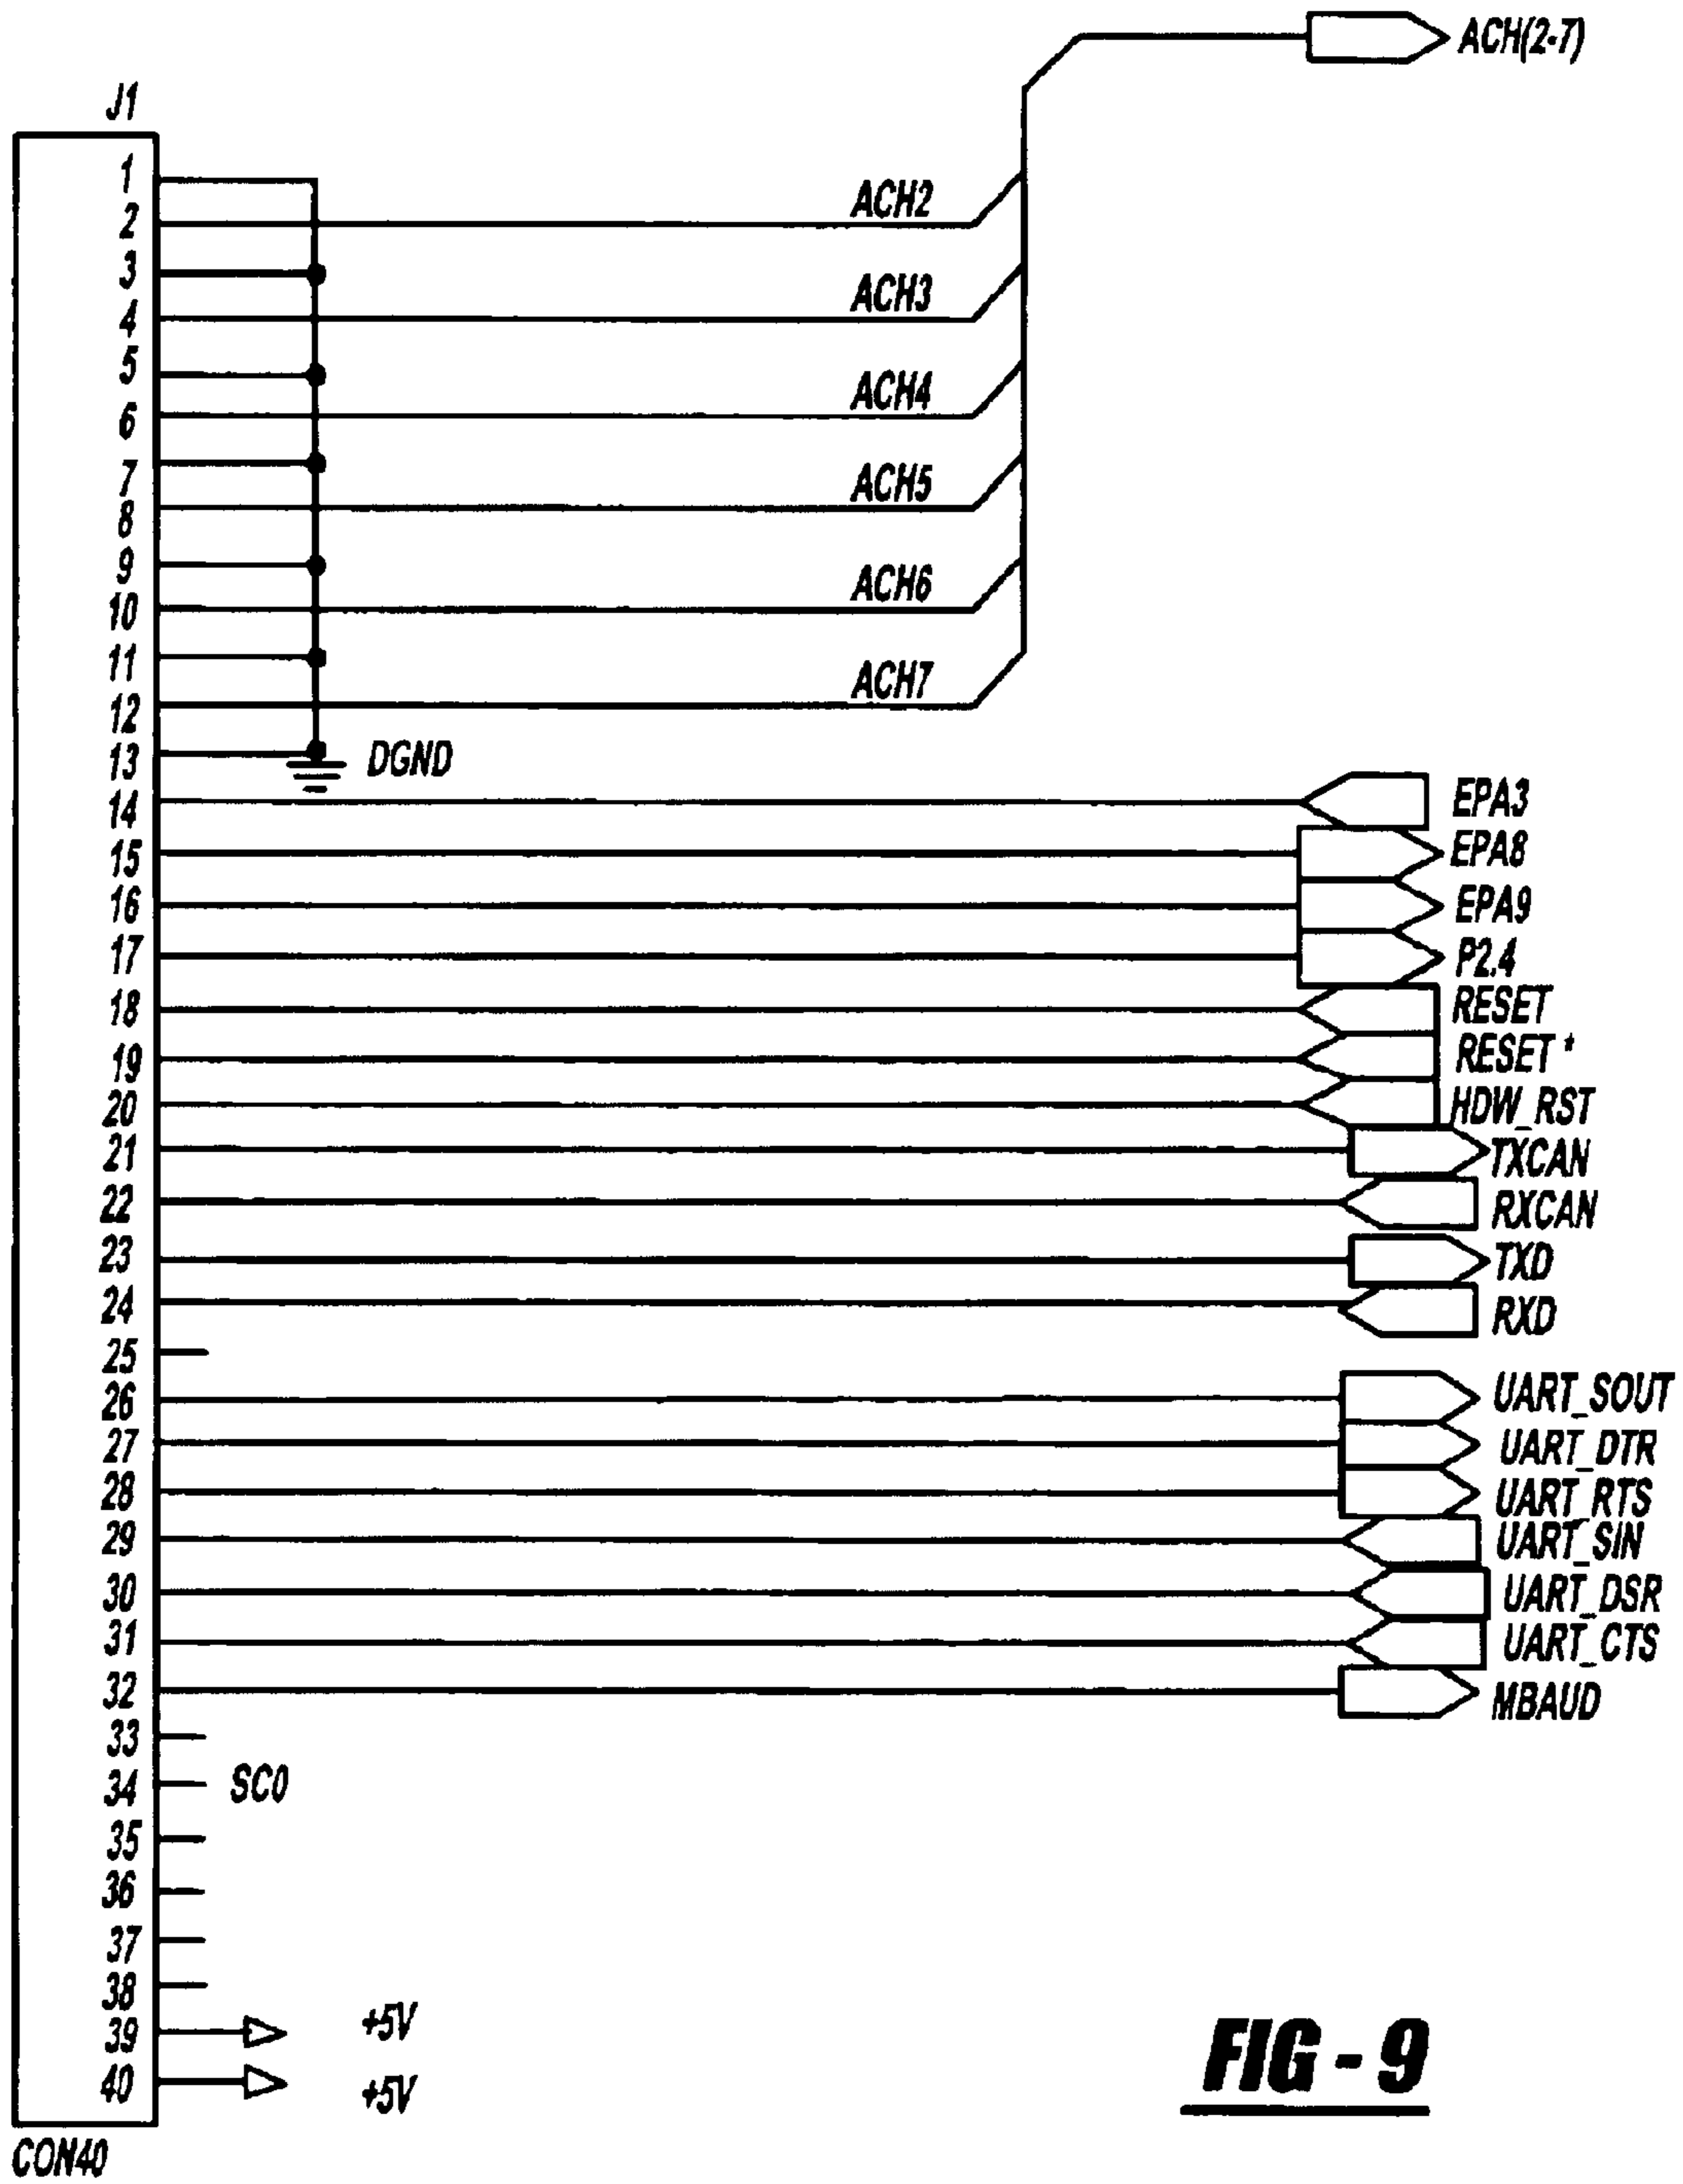 ACH(2-7)
J1
1
ACH2
2
3
ACH3
4
5
ACH4
6
7
ACH5
8
9
ACH6
10
11
ACH7
12
13 DGND
14 EPA3
15 EPA8
16 EPA9
17 P2.4
18 RESET
19 RESET*
20 HDW_RST
21 TXCAN
22 RXCAN
23 TXD
24 RXD
25
26 UART_SOUT
27 UART_DTR
28 UART_RTS
29 UART_SIN
30 UART_DSR
31 UART_CTS
32 MBAUD
33
34 SC0
35
36
37
38
39 +5V
40 +5V
CON40
FIG - 9